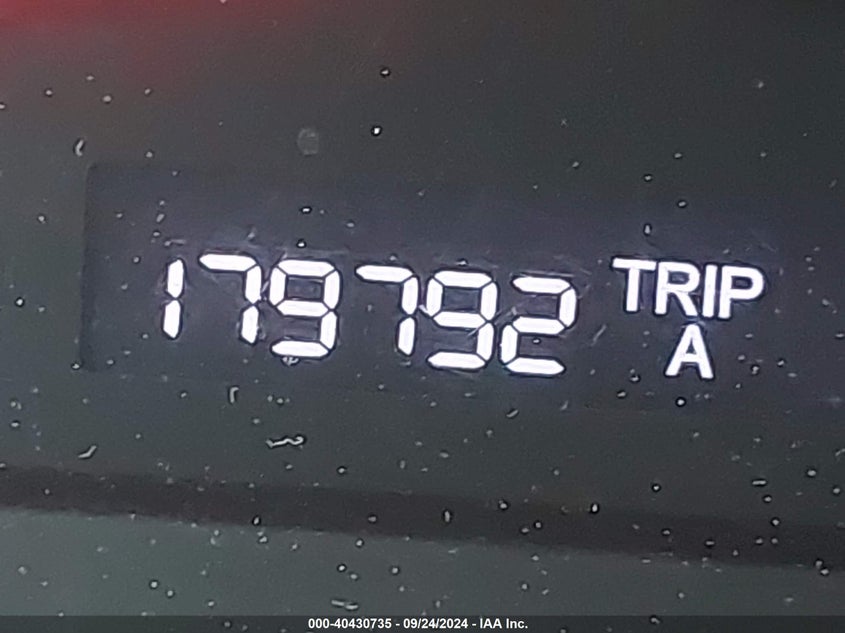 179792 TRIP
A
000-40430735 - 09/24/2024 - IAA Inc.